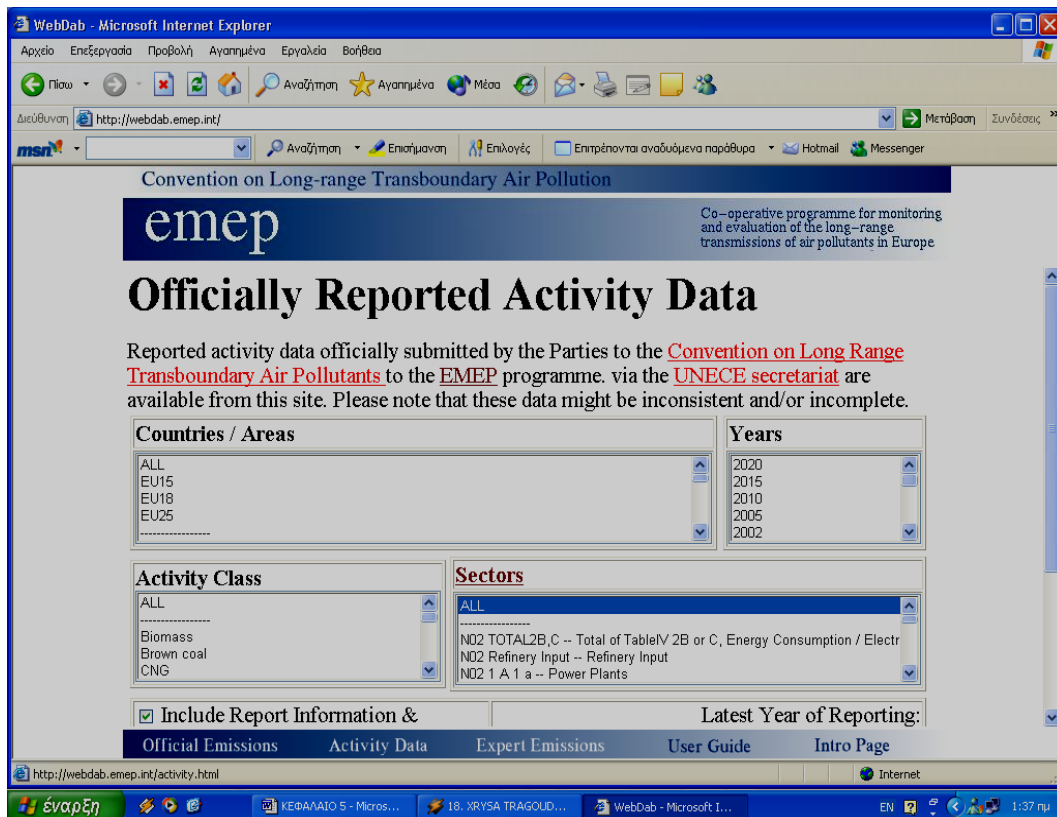 WebDab - Microsoft Internet Explorer
Αρχείο Επεξεργασία Προβολή Αγαπημένα Εργαλεία Βοήθεια
Πίσω Αναζήτηση Αγαπημένα Μέσα
Διεύθυνση http://webdab.emep.int/ Μετάβαση Συνδέσεις »
msn Αναζήτηση Επισήμανση Επιλογές Επιτρέπονται αναδυόμενα παράθυρα Hotmail Messenger
Convention on Long-range Transboundary Air Pollution
emep
Co-operative programme for monitoring
and evaluation of the long-range
transmissions of air pollutants in Europe
Officially Reported Activity Data
Reported activity data officially submitted by the Parties to the Convention on Long Range
Transboundary Air Pollutants to the EMEP programme. via the UNECE secretariat are
available from this site. Please note that these data might be inconsistent and/or incomplete.
Countries / Areas
ALL
EU15
EU18
EU25
-----------------
Years
2020
2015
2010
2005
2002
Activity Class
ALL
-----------------
Biomass
Brown coal
CNG
Sectors
ALL
-----------------
N02 TOTAL2B,C -- Total of TableIV 2B or C, Energy Consumption / Electr
N02 Refinery Input -- Refinery Input
N02 1 A 1 a -- Power Plants
Include Report Information &
Latest Year of Reporting:
Official Emissions Activity Data Expert Emissions User Guide Intro Page
http://webdab.emep.int/activity.html Internet
έναρξη ΚΕΦΑΛΑΙΟ 5 - Micros... 18. XRYSA TRAGOUD... WebDab - Microsoft I... EN 1:37 πμ